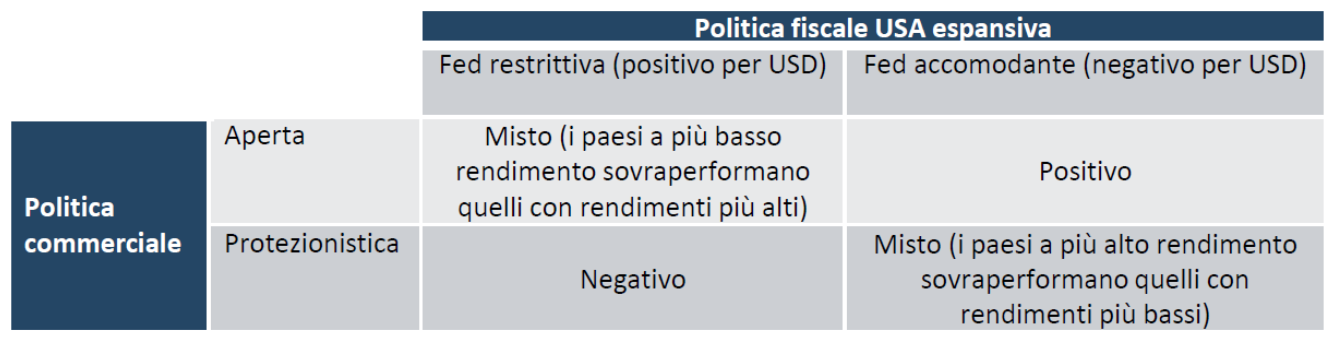 Politica fiscale USA espansiva
Fed restrittiva (positivo per USD)
Fed accomodante (negativo per USD)
Politica
commerciale
Aperta
Misto (i paesi a più basso
rendimento sovraperformano
quelli con rendimenti più alti)
Positivo
Protezionistica
Negativo
Misto (i paesi a più alto rendimento
sovraperformano quelli con
rendimenti più bassi)